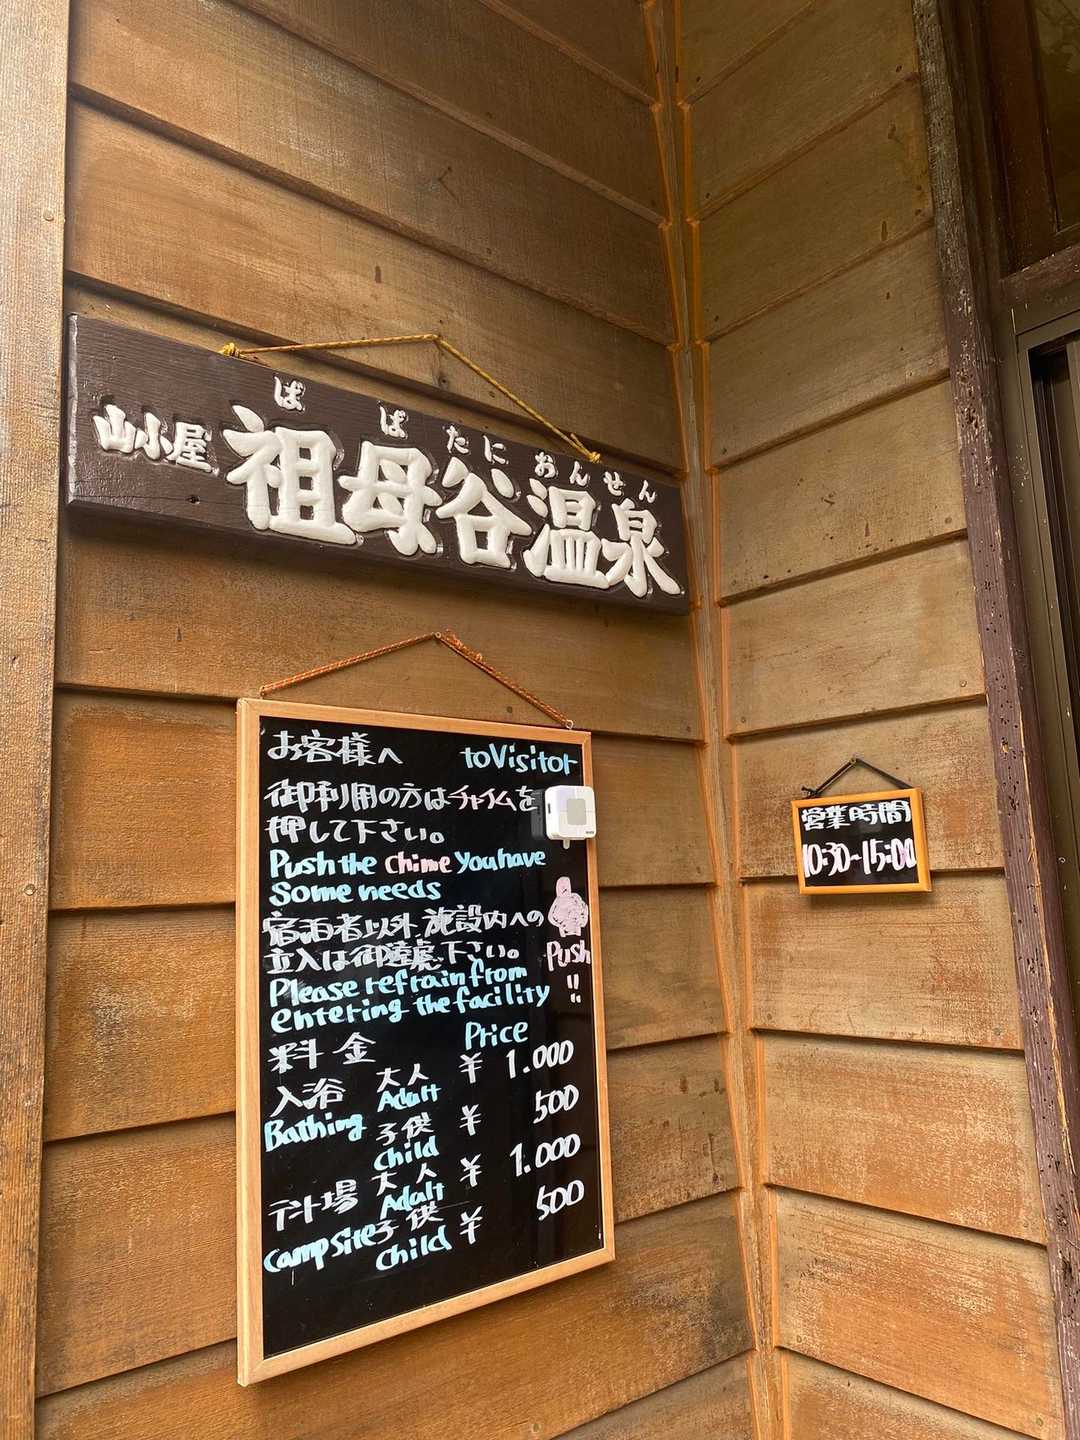 ばばたにおんせん
山小屋 祖母谷温泉
お客様へ toVisitor
御利用の方はチャイムを
押して下さい。
Push the chime you have
some needs
宿泊者以外施設内への
立入は御遠慮下さい。
Push!!
Please refrain from
entering the facility
料金 Price
入浴 大人 ¥ 1.000
Bathing Adult
子供 ¥ 500
child
テント場 大人 ¥ 1.000
Adalt
campsite 子供 ¥ 500
child
営業時間
10:30~15:00